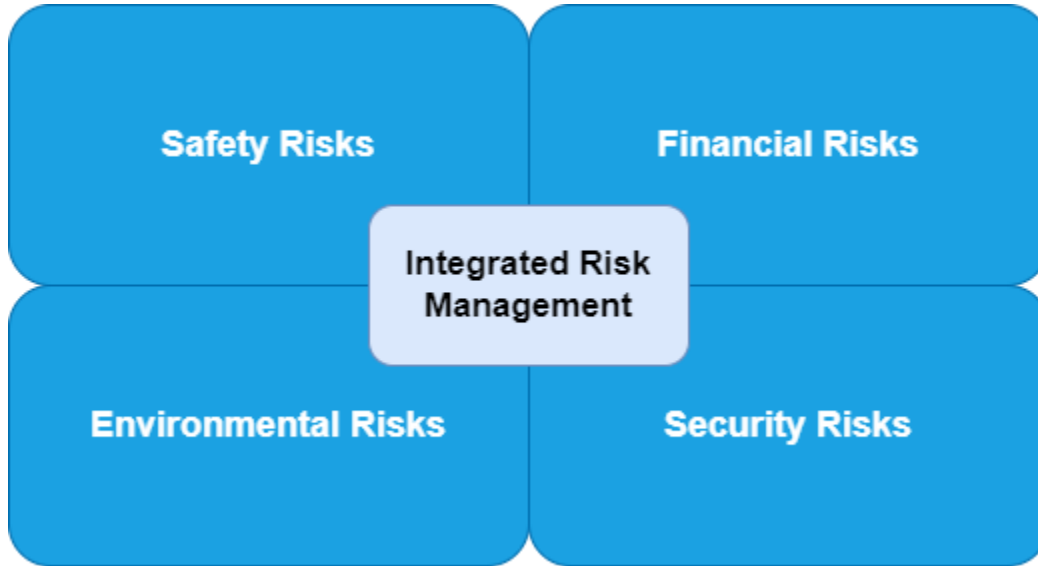 Safety Risks
Financial Risks
Integrated Risk
Management
Environmental Risks
Security Risks